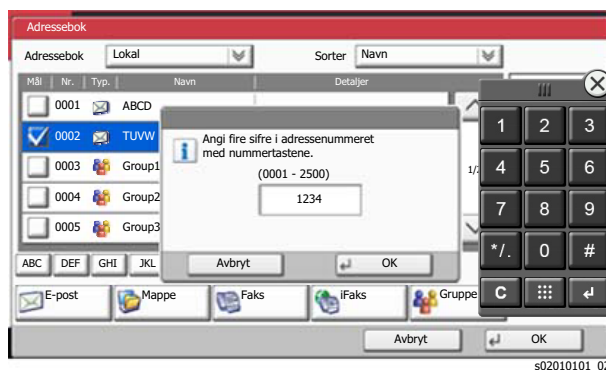 Adressebok
Adressebok Lokal Sorter Navn
Mål Nr. Typ. Navn Detaljer
0001 ABCD
0002 TUVW
0003 Group1
0004 Group2
0005 Group3
Angi fire sifre i adressenummeret
med nummertastene.
(0001 - 2500)
1234
Avbryt OK
1 2 3
4 5 6
7 8 9
*/. 0 #
C
ABC DEF GHI JKL
E-post Mappe Faks iFaks Gruppe
Avbryt OK
s02010101_02